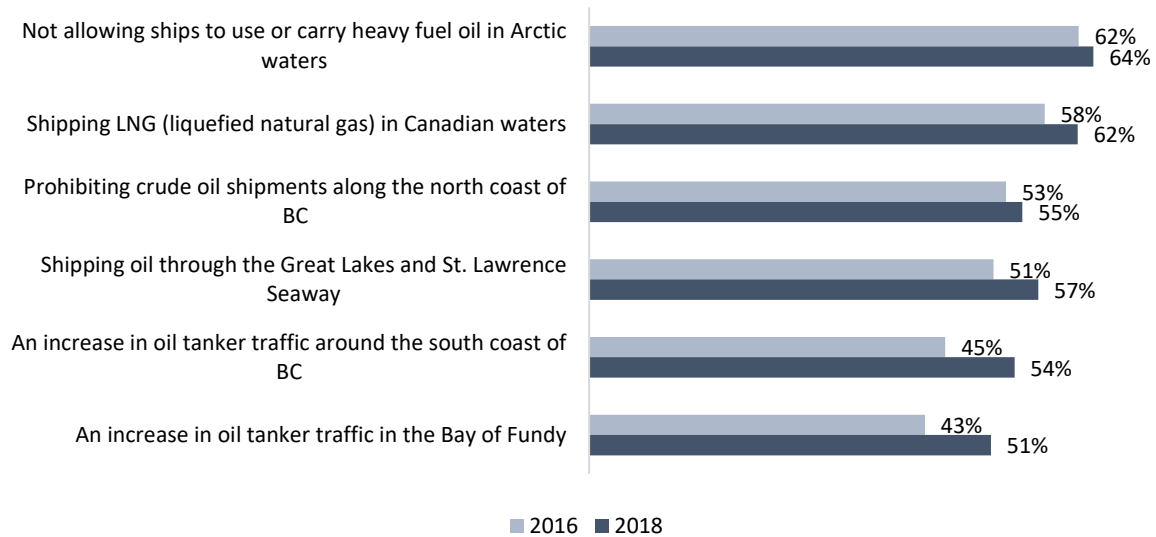 Not allowing ships to use or carry heavy fuel oil in Arctic
waters
62%
64%
Shipping LNG (liquefied natural gas) in Canadian waters
58%
62%
Prohibiting crude oil shipments along the north coast of
BC
53%
55%
Shipping oil through the Great Lakes and St. Lawrence
Seaway
51%
57%
An increase in oil tanker traffic around the south coast of
BC
45%
54%
An increase in oil tanker traffic in the Bay of Fundy
43%
51%
2016 2018